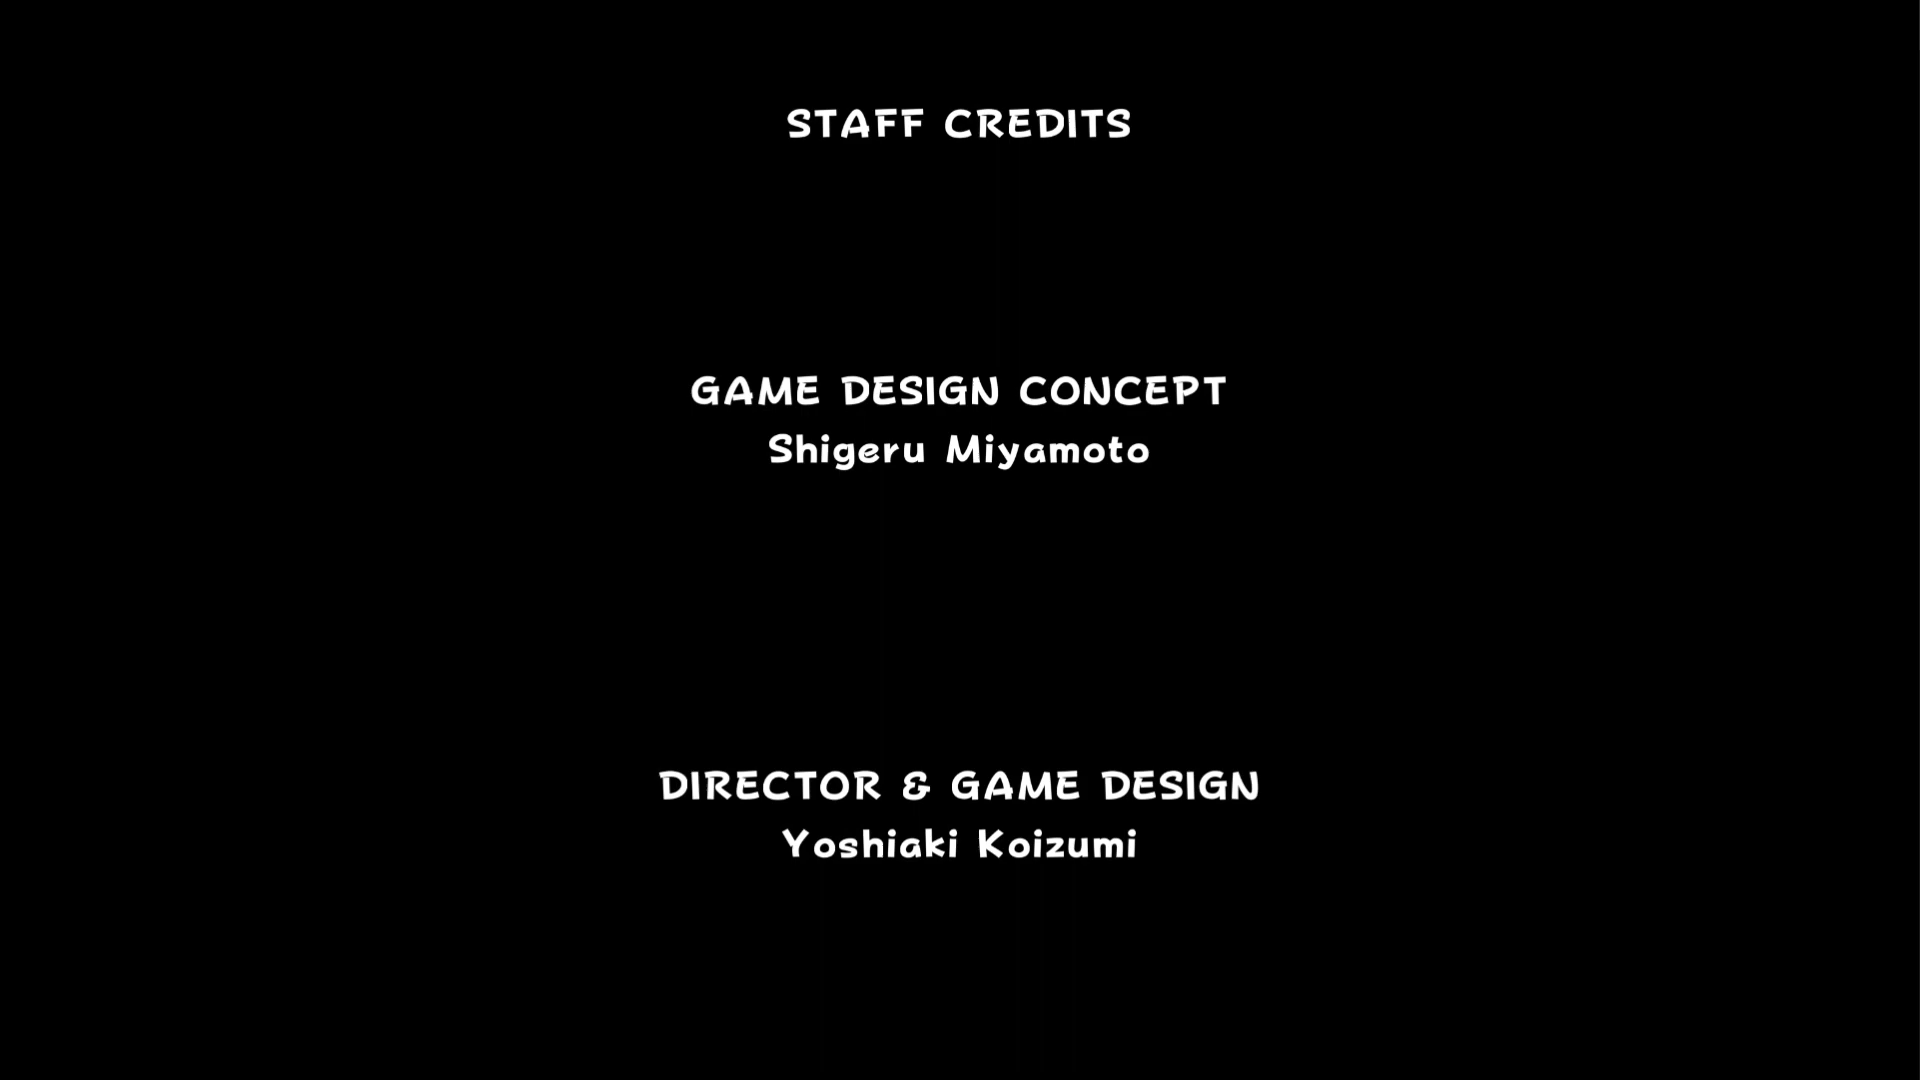 STAFF CREDITS
GAME DESIGN CONCEPT
Shigeru Miyamoto
DIRECTOR & GAME DESIGN
Yoshiaki Koizumi